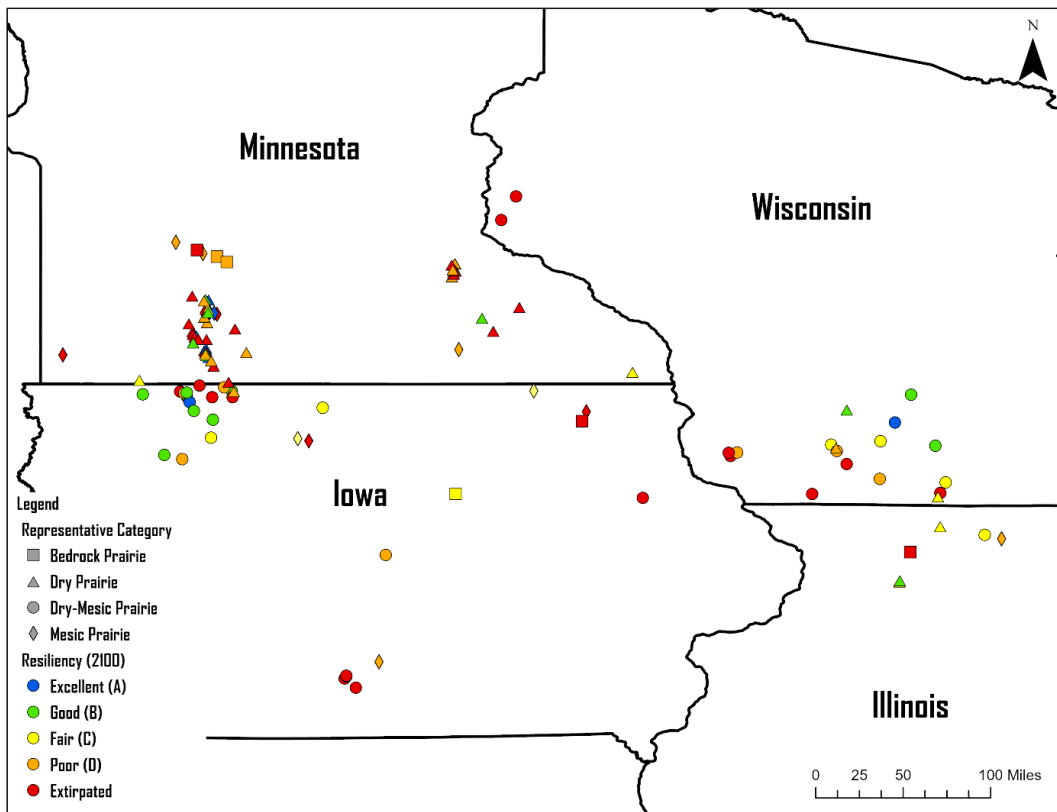 N
Minnesota
Wisconsin
Iowa
Illinois
Legend
Representative Category
Bedrock Prairie
Dry Prairie
Dry-Mesic Prairie
Mesic Prairie
Resiliency (2100)
Excellent (A)
Good (B)
Fair (C)
Poor (D)
Extirpated
0 25 50 100 Miles